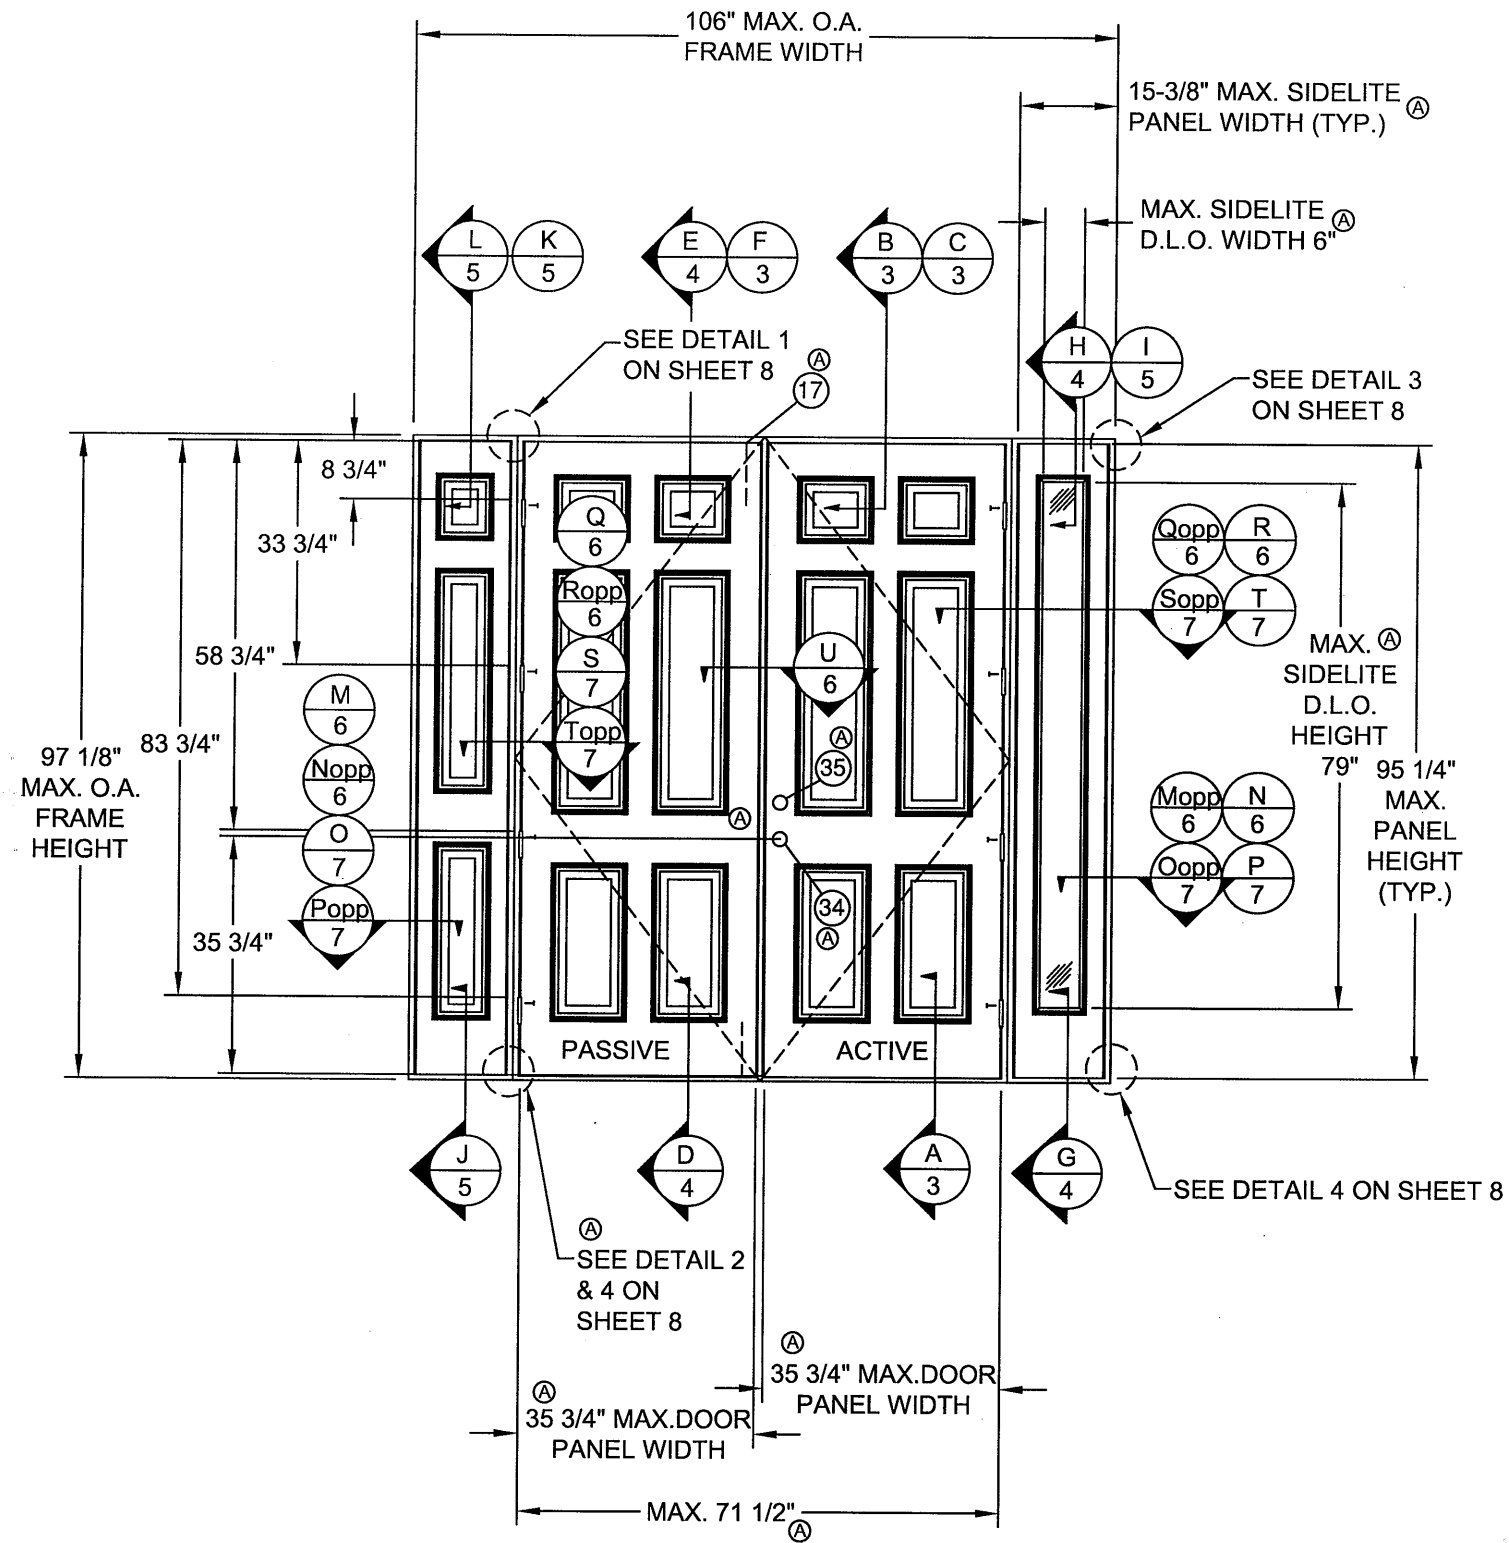 106" MAX. O.A.
FRAME WIDTH
15-3/8" MAX. SIDELITE
PANEL WIDTH (TYP.)
A
MAX. SIDELITE
D.L.O. WIDTH 6"
A
L
5
K
5
E
4
F
3
B
3
C
3
H
4
I
5
SEE DETAIL 1
ON SHEET 8
A
17
SEE DETAIL 3
ON SHEET 8
8 3/4"
33 3/4"
58 3/4"
83 3/4"
35 3/4"
97 1/8"
MAX. O.A.
FRAME
HEIGHT
Q
6
Ropp
6
S
7
Topp
7
U
6
A
35
A
34
A
M
6
Nopp
6
O
7
Popp
7
Qopp
6
R
6
Sopp
7
T
7
MAX.
A
SIDELITE
D.L.O.
HEIGHT
79"
95 1/4"
MAX.
PANEL
HEIGHT
(TYP.)
Mopp
6
N
6
Oopp
7
P
7
PASSIVE
ACTIVE
J
5
D
4
A
3
G
4
SEE DETAIL 4 ON SHEET 8
A
SEE DETAIL 2
& 4 ON
SHEET 8
A
35 3/4" MAX.DOOR
PANEL WIDTH
A
35 3/4" MAX.DOOR
PANEL WIDTH
MAX. 71 1/2"
A